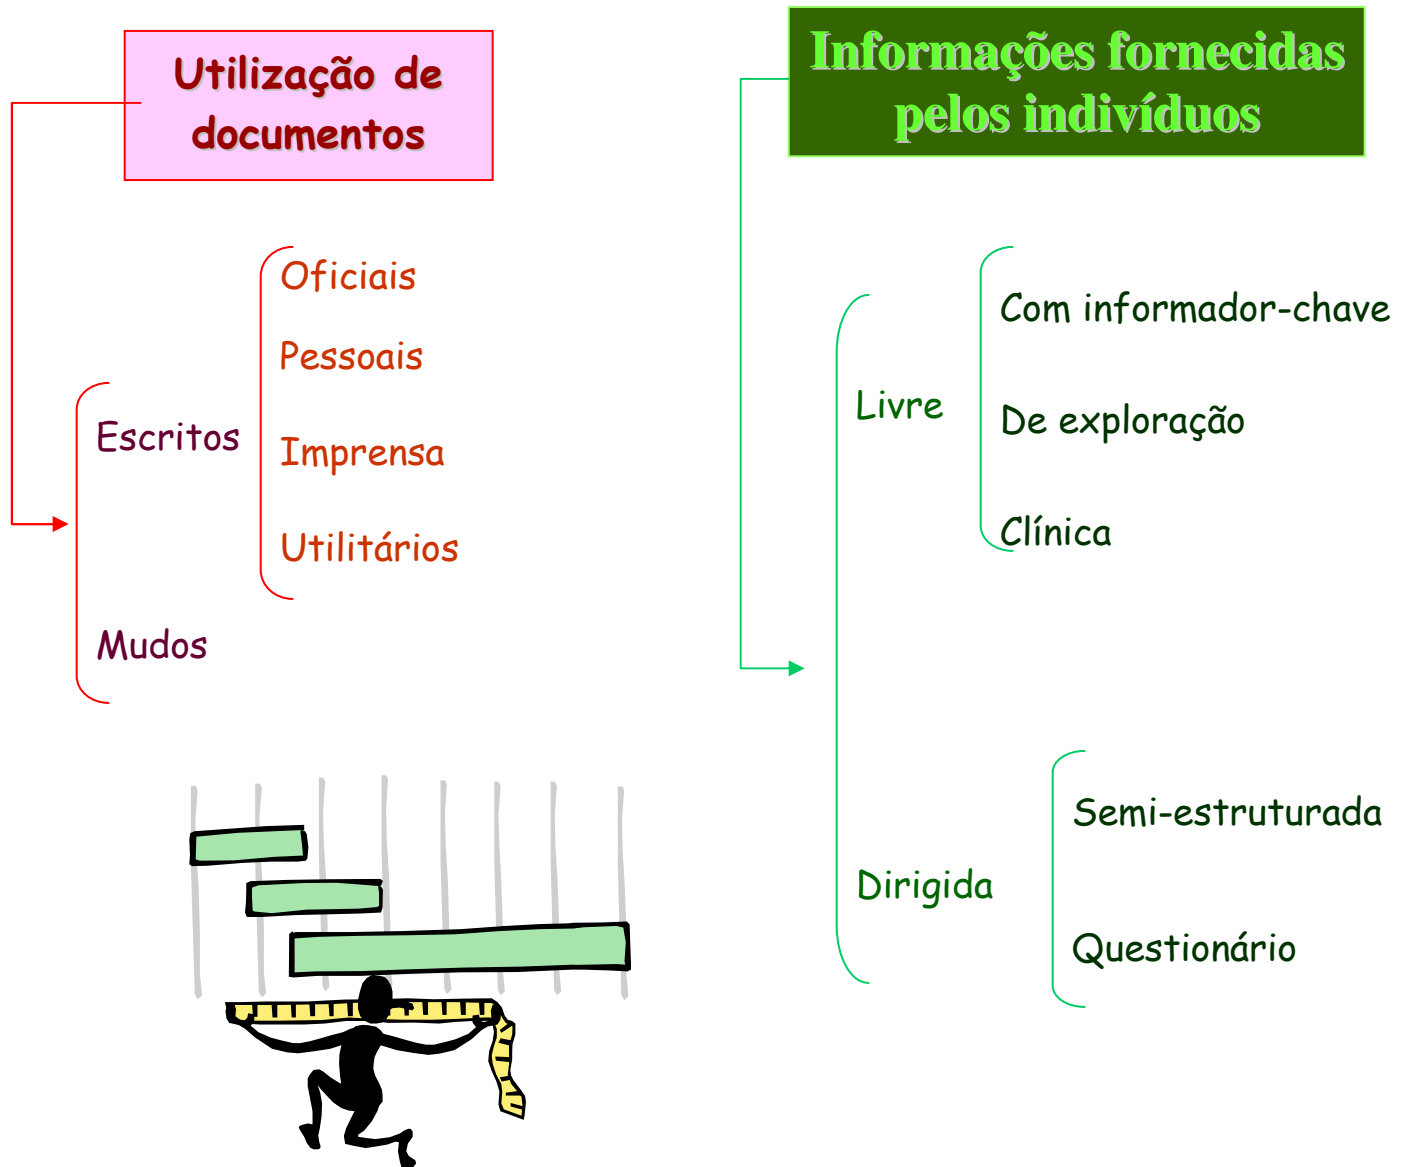 Utilização de
documentos
Oficiais
Pessoais
Escritos
Imprensa
Utilitários
Mudos
Informações fornecidas
pelos indivíduos
Com informador-chave
Livre
De exploração
Clínica
Semi-estruturada
Dirigida
Questionário